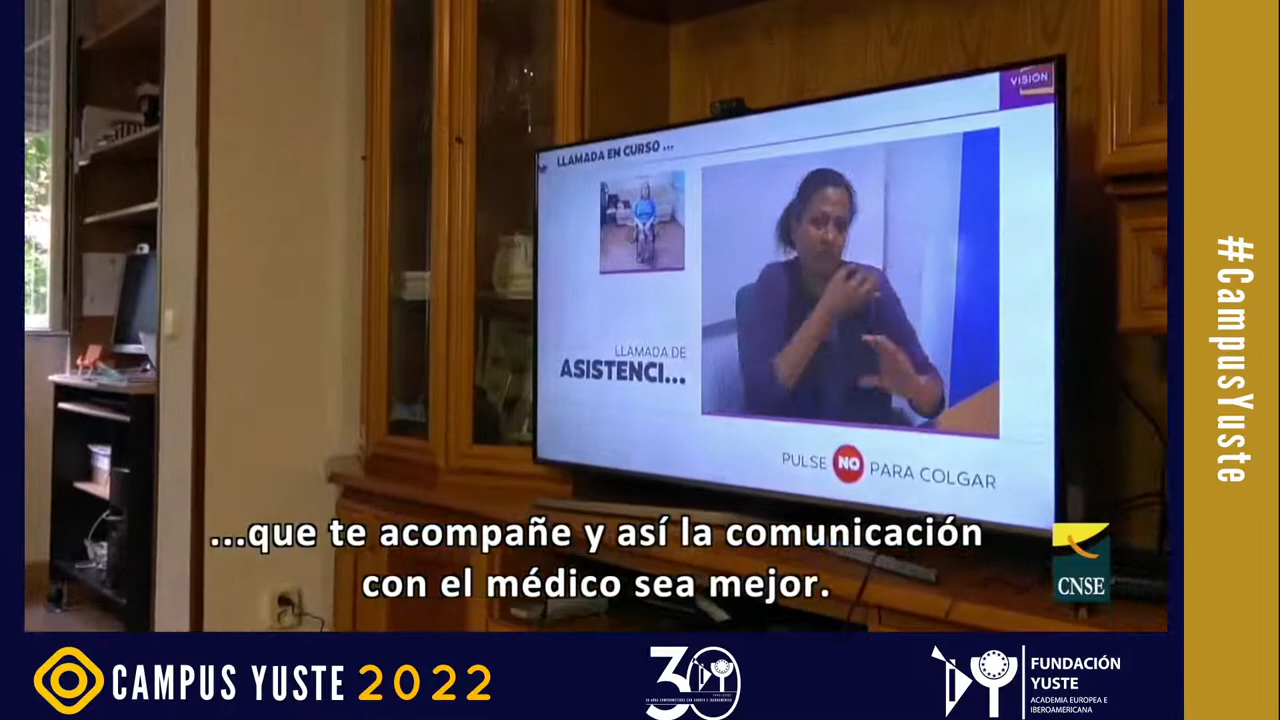 VISIÓN
LLAMADA EN CURSO ...
LLAMADA DE
ASISTENCI...
PULSE NO PARA COLGAR
...que te acompañe y así la comunicación
con el médico sea mejor.
CNSE
#CampusYuste
CAMPUS YUSTE 2022
30
FUNDACIÓN
YUSTE
ACADEMIA EUROPEA E
IBEROAMERICANA